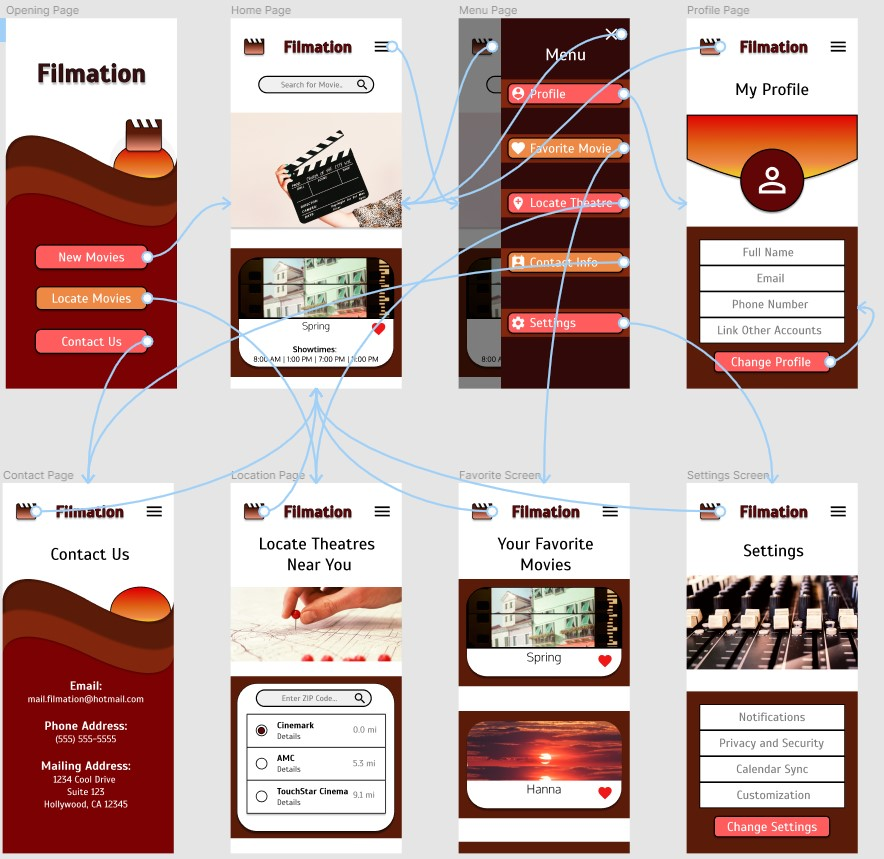 Opening Page
Filmation
New Movies
Locate Movies
Contact Us
Home Page
Filmation
Search for Movie..
Spring
Showtimes:
8:00 AM | 1:00 PM | 7:00 PM | 11:00 PM
Menu Page
Menu
Profile
Favorite Movie
Locate Theatre
Contact Info
Settings
8:00 A
Profile Page
Filmation
My Profile
Full Name
Email
Phone Number
Link Other Accounts
Change Profile
Contact Page
Filmation
Contact Us
Email:
mail.filmation@hotmail.com
Phone Address:
(555) 555-5555
Mailing Address:
1234 Cool Drive
Suite 123
Hollywood, CA 12345
Location Page
Filmation
Locate Theatres
Near You
Enter ZIP Code...
Cinemark
Details
0.0 mi
AMC
Details
5.3 mi
TouchStar Cinema
Details
9.1 mi
Favorite Screen
Filmation
Your Favorite
Movies
Spring
Hanna
Settings Screen
Filmation
Settings
Notifications
Privacy and Security
Calendar Sync
Customization
Change Settings